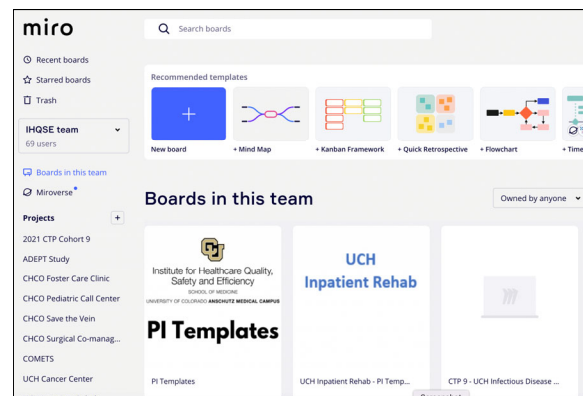 miro
Search boards
Recent boards
Starred boards
Trash
IHQSE team
69 users
Boards in this team
Miroverse
Projects
+
2021 CTP Cohort 9
ADEPT Study
CHCO Foster Care Clinic
CHCO Pediatric Call Center
CHCO Save the Vein
CHCO Surgical Co-manag...
COMETS
UCH Cancer Center
Recommended templates
New board
+ Mind Map
+ Kanban Framework
+ Quick Retrospective
+ Flowchart
+ Time
Boards in this team
Owned by anyone
Institute for Healthcare Quality,
Safety and Efficiency
SCHOOL OF MEDICINE
UNIVERSITY OF COLORADO ANSCHUTZ MEDICAL CAMPUS
PI Templates
PI Templates
UCH
Inpatient Rehab
UCH Inpatient Rehab - PI Temp...
CTP 9 - UCH Infectious Disease ...